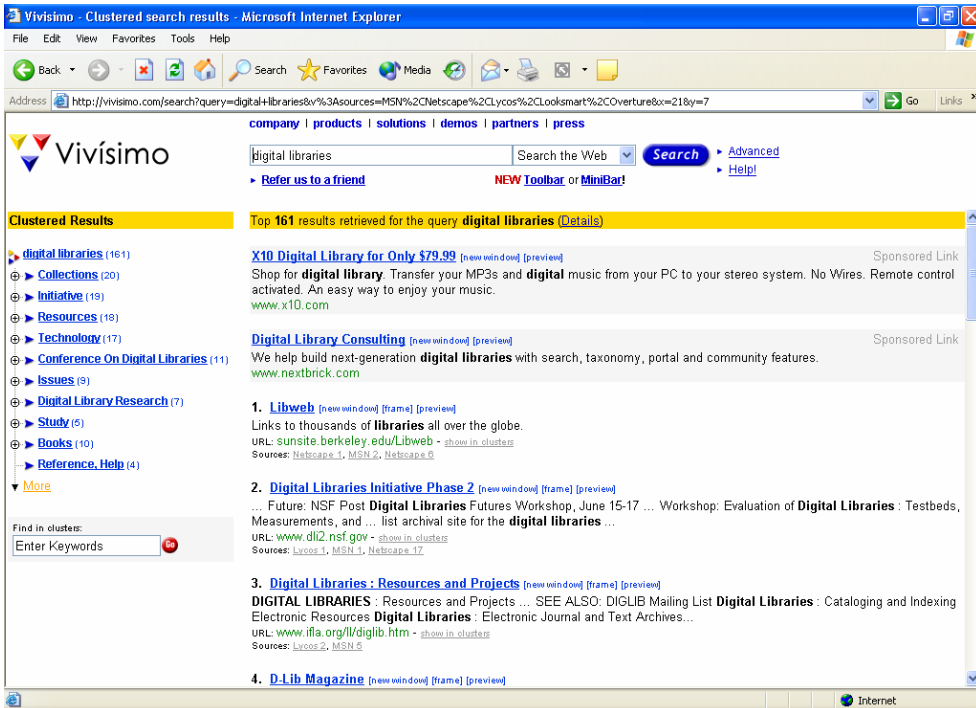 Vivisimo - Clustered search results - Microsoft Internet Explorer
File Edit View Favorites Tools Help
Back Search Favorites Media
Address http://vivisimo.com/search?query=digital+libraries&v%3Asources=MSN%2CNetscape%2CLycos%2CLooksmart%2COverture&x=21&y=7 Go Links »
company | products | solutions | demos | partners | press
Vivísimo
digital libraries Search the Web Search
Advanced
Help!
Refer us to a friend NEW Toolbar or MiniBar!
Clustered Results
digital libraries (161)
Collections (20)
Initiative (19)
Resources (18)
Technology (17)
Conference On Digital Libraries (11)
Issues (9)
Digital Library Research (7)
Study (5)
Books (10)
Reference, Help (4)
More
Find in clusters:
Enter Keywords Go
Top 161 results retrieved for the query digital libraries (Details)
X10 Digital Library for Only $79.99 [new window] [preview] Sponsored Link
Shop for digital library. Transfer your MP3s and digital music from your PC to your stereo system. No Wires. Remote control
activated. An easy way to enjoy your music.
www.x10.com
Digital Library Consulting [new window] [preview] Sponsored Link
We help build next-generation digital libraries with search, taxonomy, portal and community features.
www.nextbrick.com
1. Libweb [new window] [frame] [preview]
Links to thousands of libraries all over the globe.
URL: sunsite.berkeley.edu/Libweb - show in clusters
Sources: Netscape 1, MSN 2, Netscape 6
2. Digital Libraries Initiative Phase 2 [new window] [frame] [preview]
... Future: NSF Post Digital Libraries Futures Workshop, June 15-17 ... Workshop: Evaluation of Digital Libraries : Testbeds,
Measurements, and ... list archival site for the digital libraries ...
URL: www.dli2.nsf.gov - show in clusters
Sources: Lycos 1, MSN 1, Netscape 17
3. Digital Libraries : Resources and Projects [new window] [frame] [preview]
DIGITAL LIBRARIES : Resources and Projects ... SEE ALSO: DIGLIB Mailing List Digital Libraries : Cataloging and Indexing
Electronic Resources Digital Libraries : Electronic Journal and Text Archives...
URL: www.ifla.org/II/diglib.htm - show in clusters
Sources: Lycos 2, MSN 5
4. D-Lib Magazine [new window] [frame] [preview]
Internet